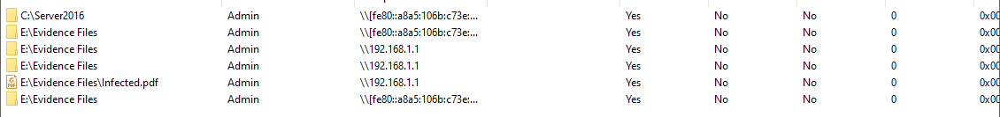 C:\Server2016 Admin \\[fe80::a8a5:106b:c73e:... Yes No No 0 0x00
E:\Evidence Files Admin \\[fe80::a8a5:106b:c73e:... Yes No No 0 0x00
E:\Evidence Files Admin \\192.168.1.1 Yes No No 0 0x00
E:\Evidence Files Admin \\192.168.1.1 Yes No No 0 0x00
E:\Evidence Files\Infected.pdf Admin \\192.168.1.1 Yes No No 0 0x00
E:\Evidence Files Admin \\[fe80::a8a5:106b:c73e:... Yes No No 0 0x00